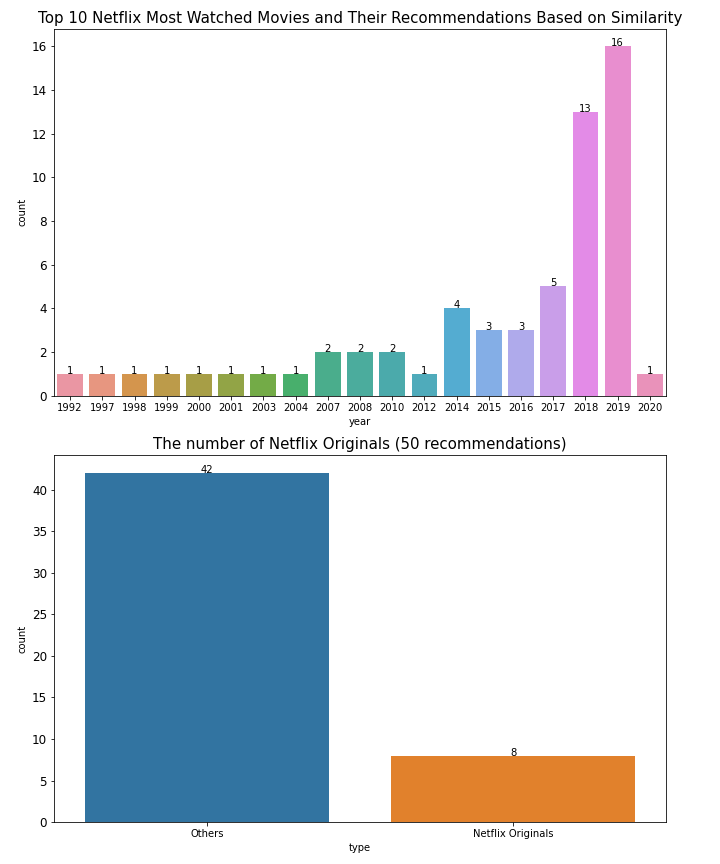 Top 10 Netflix Most Watched Movies and Their Recommendations Based on Similarity
16
14
12
10
8
6
4
2
0
count
1 1 1 1 1 1 1 1 2 2 2 1 4 3 3 5 13 16 1
1992 1997 1998 1999 2000 2001 2003 2004 2007 2008 2010 2012 2014 2015 2016 2017 2018 2019 2020
year
The number of Netflix Originals (50 recommendations)
40
35
30
25
20
15
10
5
0
count
42 8
Others Netflix Originals
type